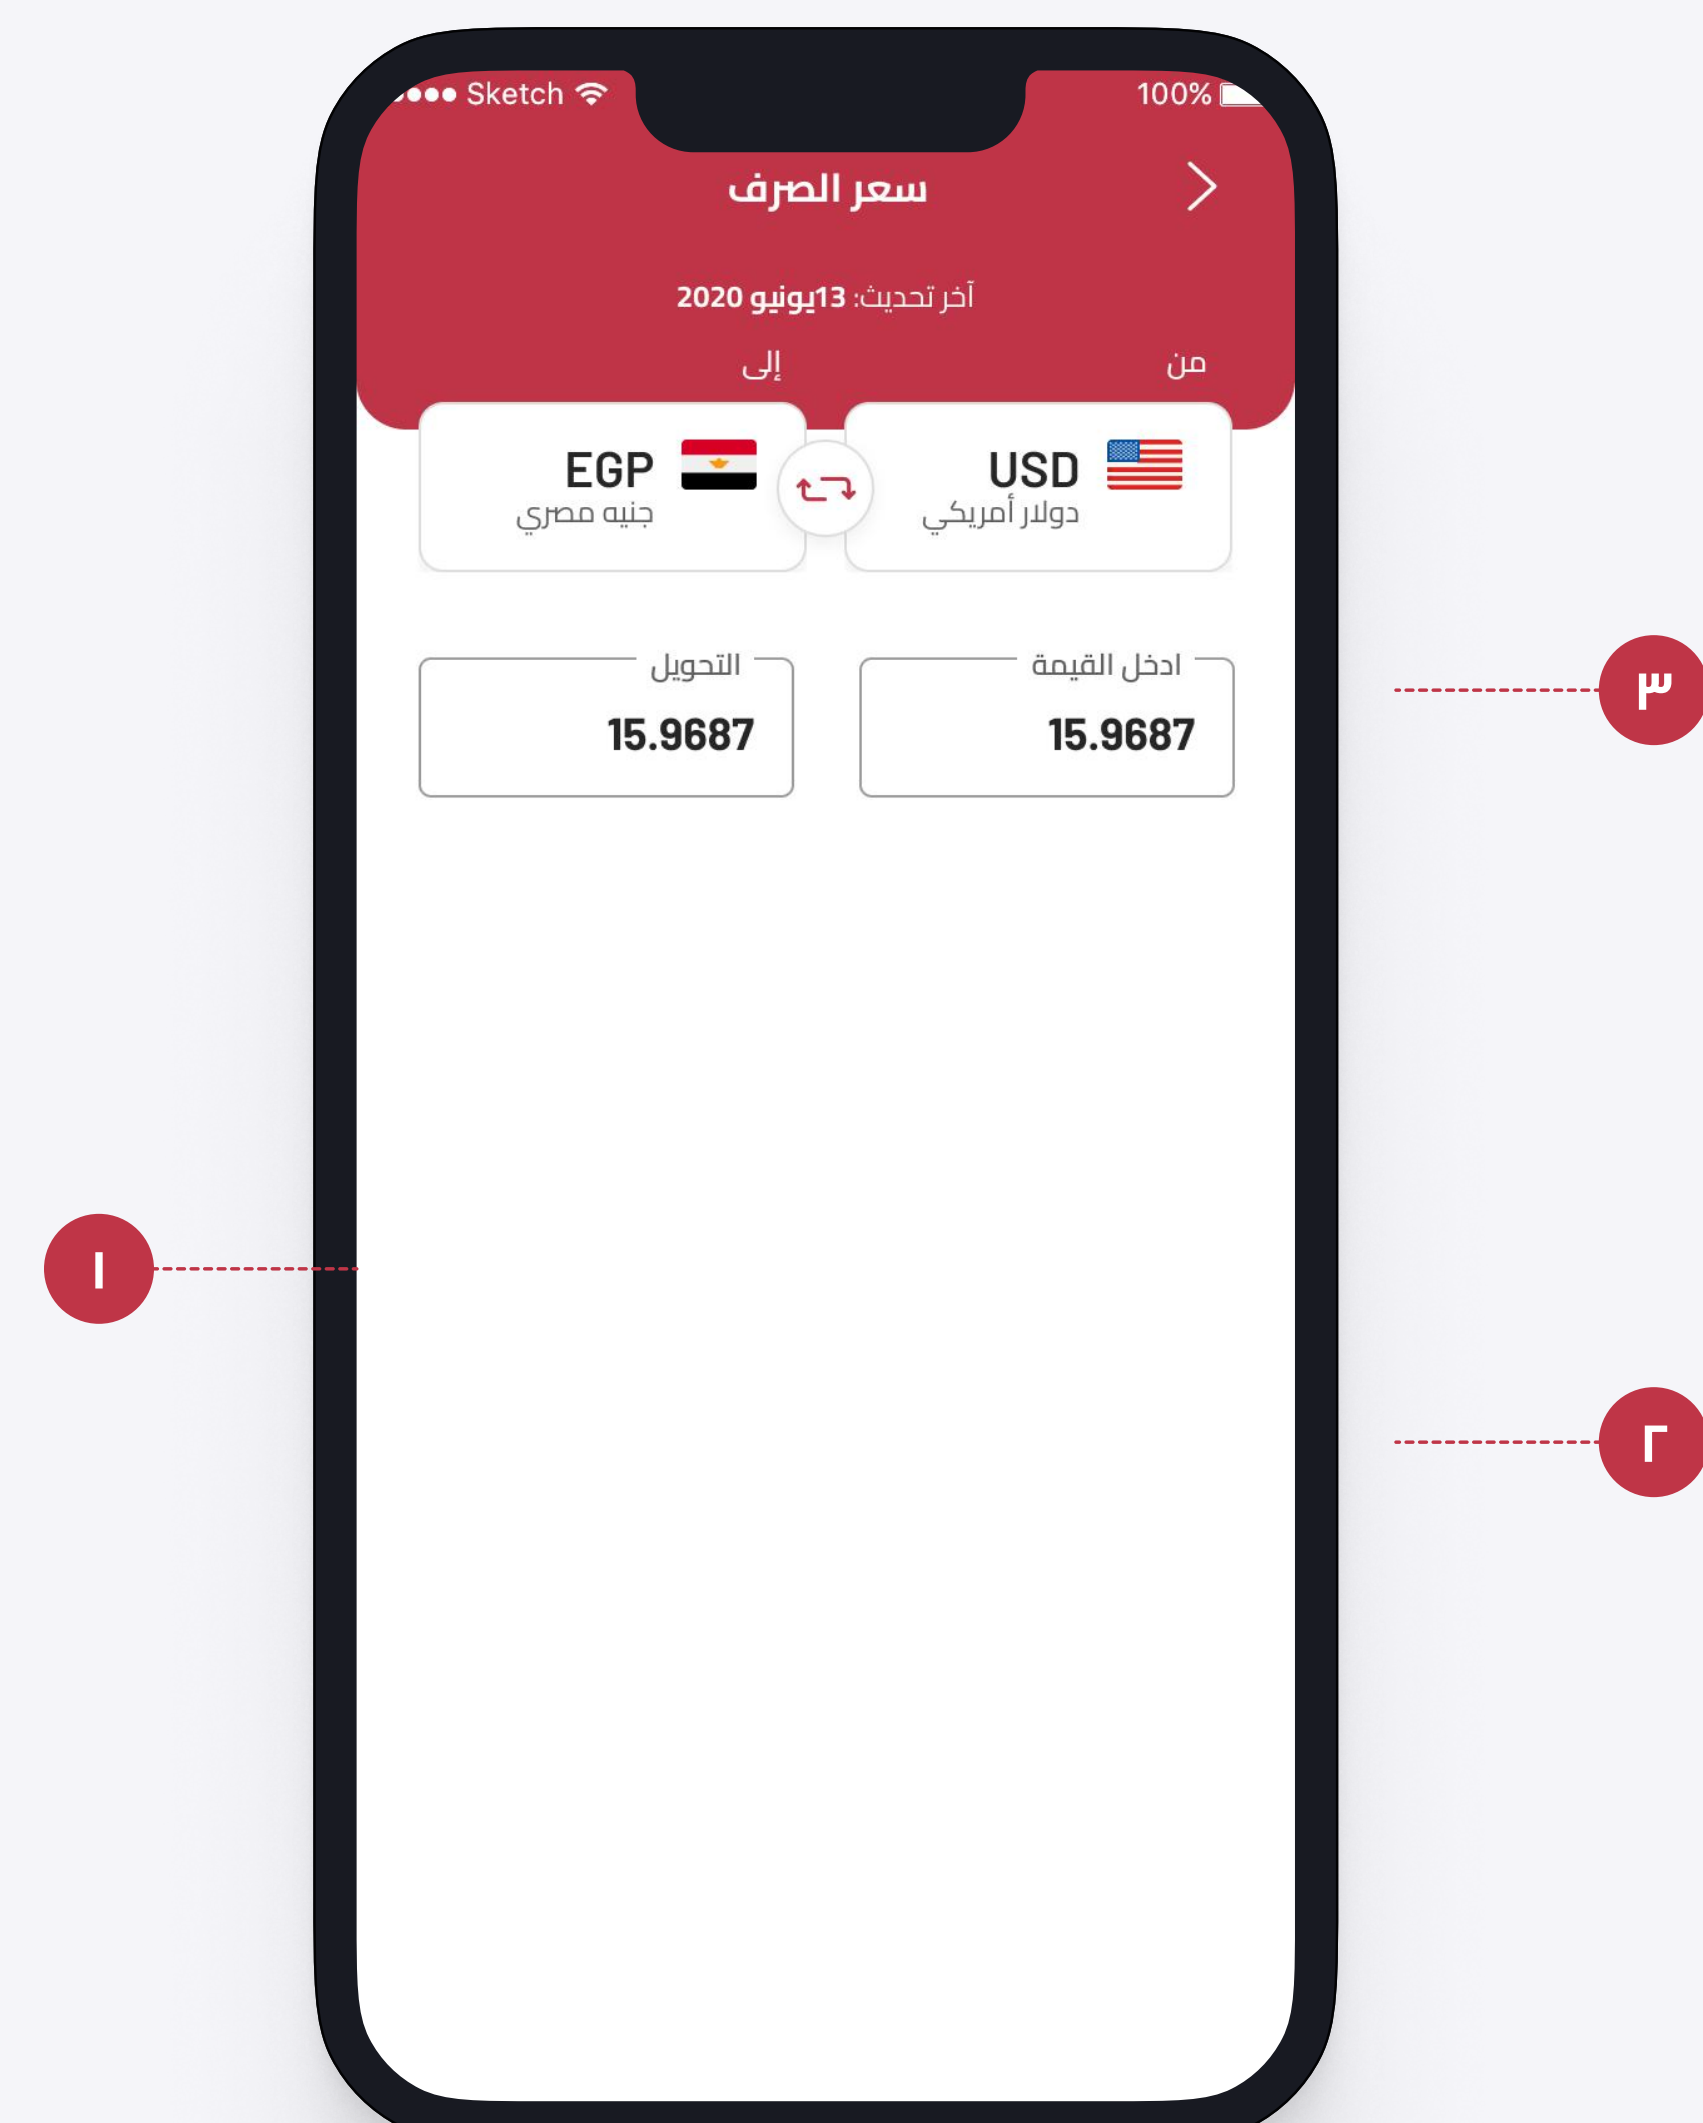 Sketch 100%
سعر الصرف
آخر تحديث: 13يونيو 2020
من إلى
USD EGP
دولار أمريكي جنيه مصري
ادخل القيمة التحويل
15.9687 15.9687
٣
١
٢